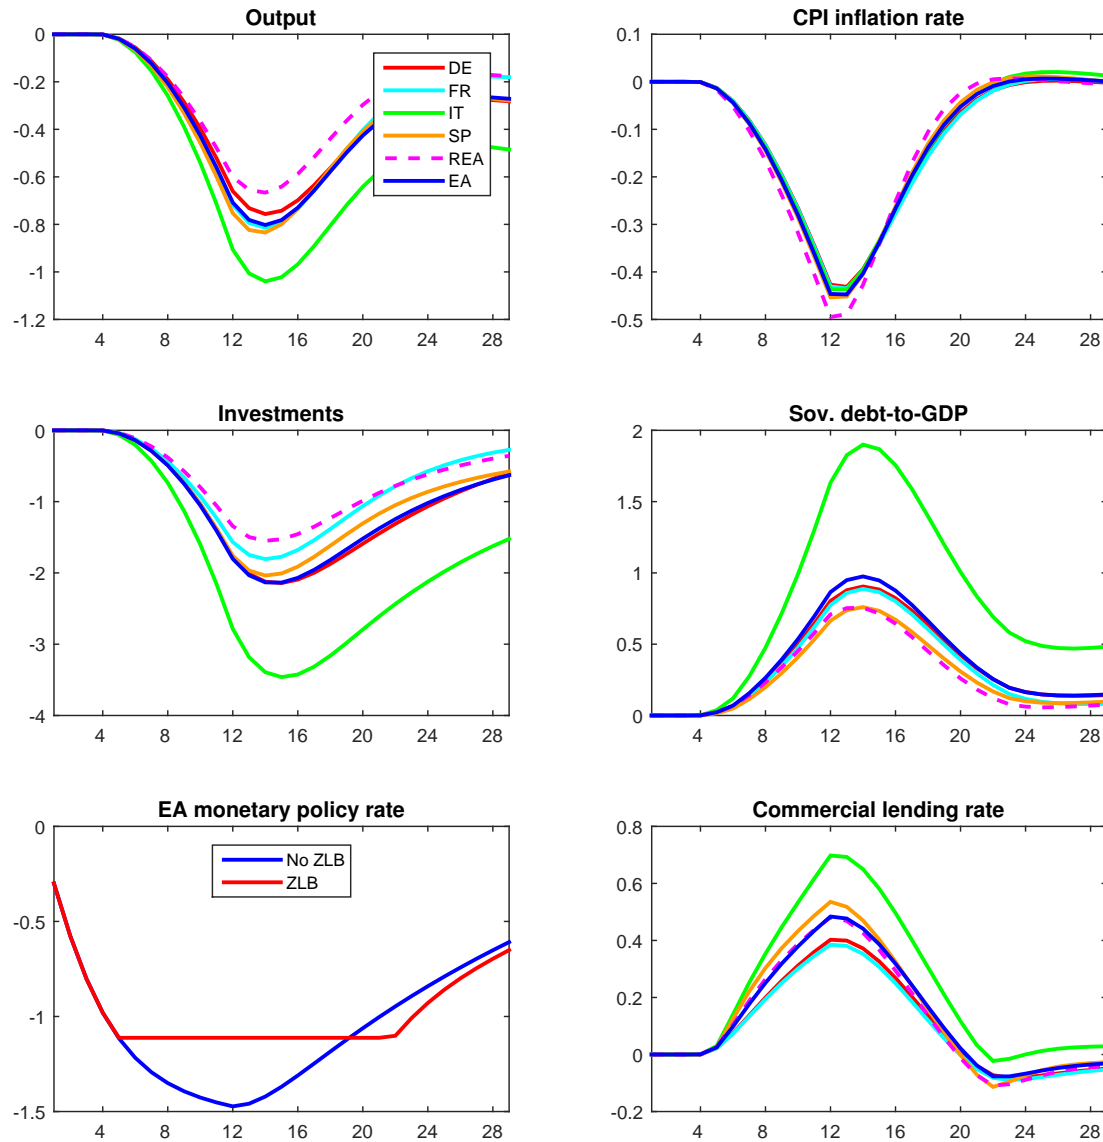 Output
0
-0.2
-0.4
-0.6
-0.8
-1
-1.2
4 8 12 16 20 24 28
DE
FR
IT
SP
REA
EA
CPI inflation rate
0.1
0
-0.1
-0.2
-0.3
-0.4
-0.5
4 8 12 16 20 24 28
Investments
0
-1
-2
-3
-4
4 8 12 16 20 24 28
Sov. debt-to-GDP
2
1.5
1
0.5
0
4 8 12 16 20 24 28
EA monetary policy rate
0
-0.5
-1
-1.5
4 8 12 16 20 24 28
No ZLB
ZLB
Commercial lending rate
0.8
0.6
0.4
0.2
0
-0.2
4 8 12 16 20 24 28